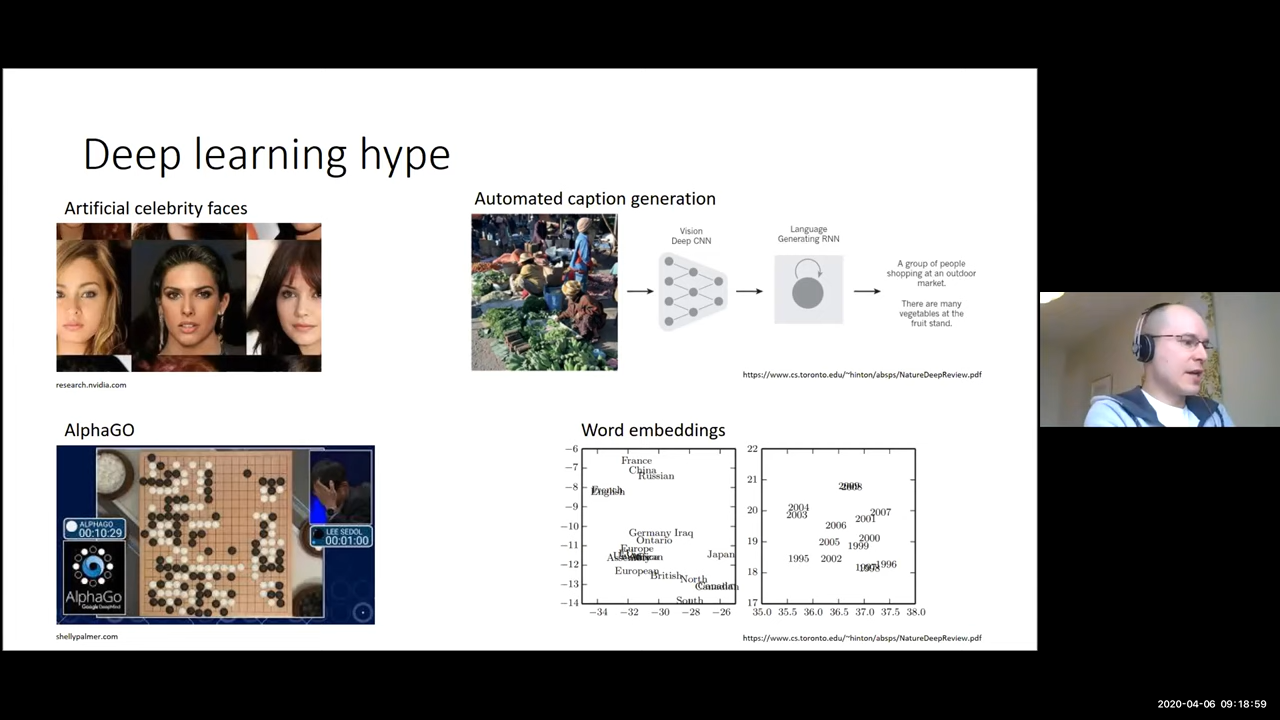 Deep learning hype
Artificial celebrity faces
research.nvidia.com
Automated caption generation
Vision
Deep CNN
Language
Generating RNN
A group of people
shopping at an outdoor
market.
There are many
vegetables at the
fruit stand.
https://www.cs.toronto.edu/~hinton/absps/NatureDeepReview.pdf
AlphaGO
ALPHAGO
00:10:29
LEE SEDOL
00:01:00
AlphaGo
Google DeepMind
shellypalmer.com
Word embeddings
−6
France
−7
China
Russian
−8
French
English
−9
−10
Germany Iraq
Ontario
−11
Europe
Japan
−12
European
British
North
−13
Canadian
−14
South
−34 −32 −30 −28 −26
22
21
2004
20
2003
2007
2001
2006
19
2005
2000
1999
1995
2002
18
1996
17
35.0 35.5 36.0 36.5 37.0 37.5 38.0
https://www.cs.toronto.edu/~hinton/absps/NatureDeepReview.pdf
2020-04-06 09:18:59